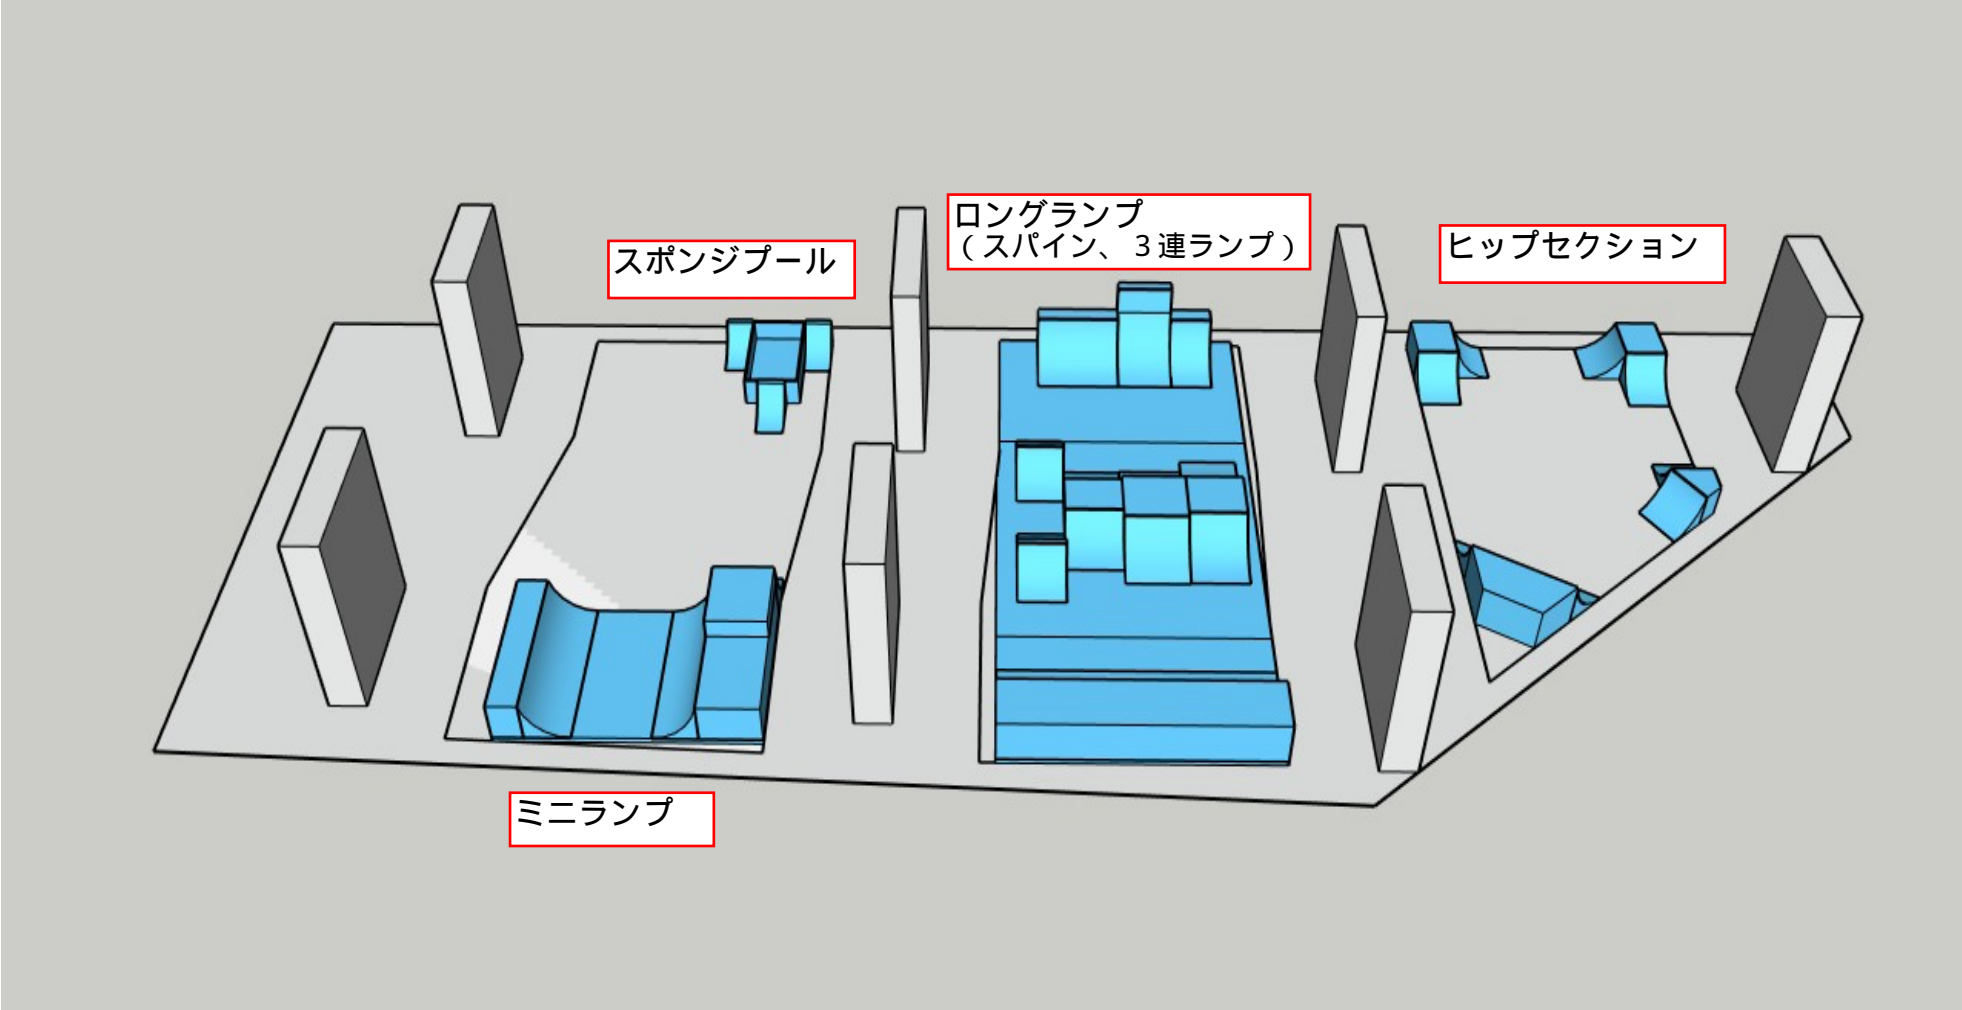 スポンジプール
ロングランプ
（スパイン、３連ランプ）
ヒップセクション
ミニランプ